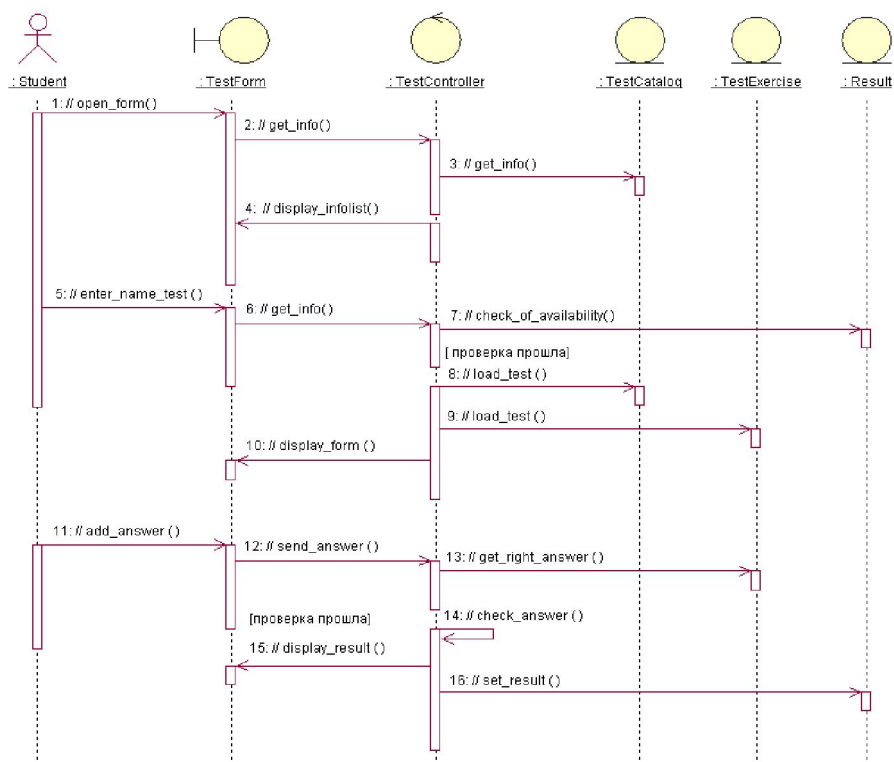 : Student
: TestForm
: TestController
: TestCatalog
: TestExercise
: Result
1: // open_form()
2: // get_info()
3: // get_info()
4: // display_infolist()
5: // enter_name_test ()
6: // get_info()
7: // check_of_availability()
[ проверка прошла]
8: // load_test ()
9: // load_test ()
10: // display_form ()
11: // add_answer ()
12: // send_answer ()
13: // get_right_answer ()
[проверка прошла]
14: // check_answer ()
15: // display_result ()
16: // set_result ()